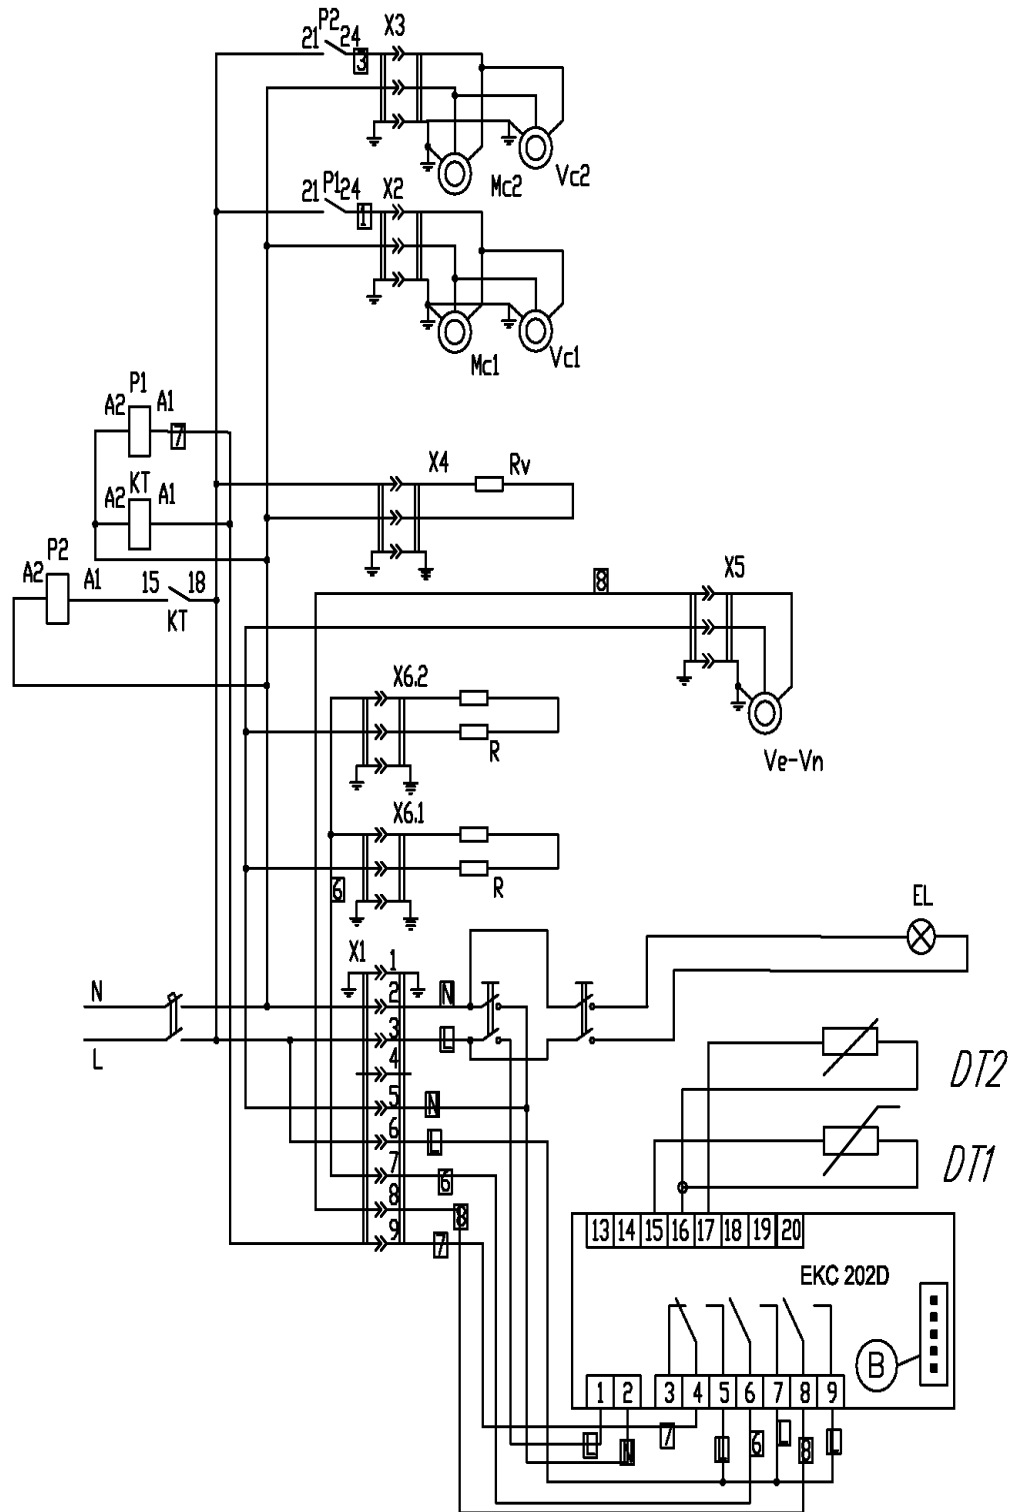 P2 X3
21 24
3
Mc2 Vc2
P1 X2
21 24
1
Mc1 Vc1
P1
A2 A1
7
KT
A2 A1
X4 Rv
P2
A2 A1 15 18
KT
8
X5
X6.2
R
Ve-Vn
X6.1
R
6
EL
X1
1
N 2 N
L 3 L
4
5 N
6 L
7 6
8 8
9 7
DT2
DT1
13 14 15 16 17 18 19 20
EKC 202D
B
1 2 3 4 5 6 7 8 9
L N 7 L 6 L 8 L